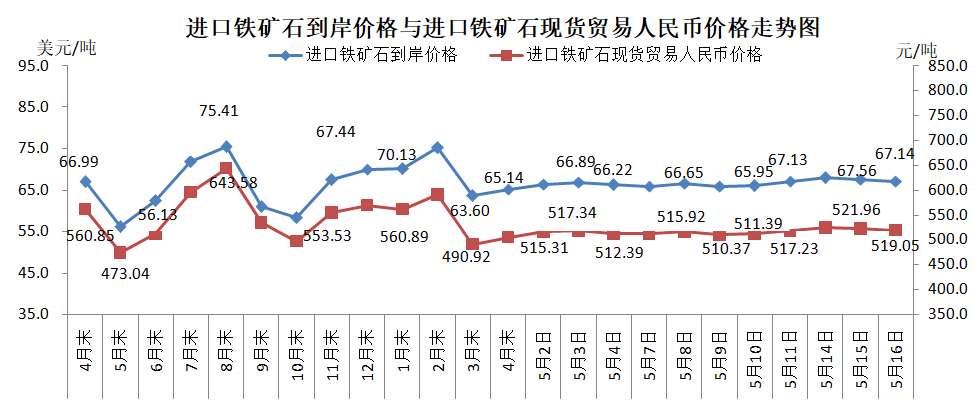 进口铁矿石到岸价格与进口铁矿石现货贸易人民币价格走势图
美元/吨
元/吨
进口铁矿石到岸价格
进口铁矿石现货贸易人民币价格
95.0
85.0
75.0
65.0
55.0
45.0
35.0
850.0
800.0
750.0
700.0
650.0
600.0
550.0
500.0
450.0
400.0
350.0
66.99
56.13
75.41
67.44
70.13
63.60
65.14
66.89
66.22
66.65
65.95
67.13
67.56
67.14
560.85
473.04
643.58
553.53
560.89
490.92
515.31
517.34
512.39
515.92
510.37
511.39
517.23
521.96
519.05
4月末
5月末
6月末
7月末
8月末
9月末
10月末
11月末
12月末
1月末
2月末
3月末
4月末
5月2日
5月3日
5月6日
5月7日
5月8日
5月9日
5月10日
5月11日
5月14日
5月15日
5月16日